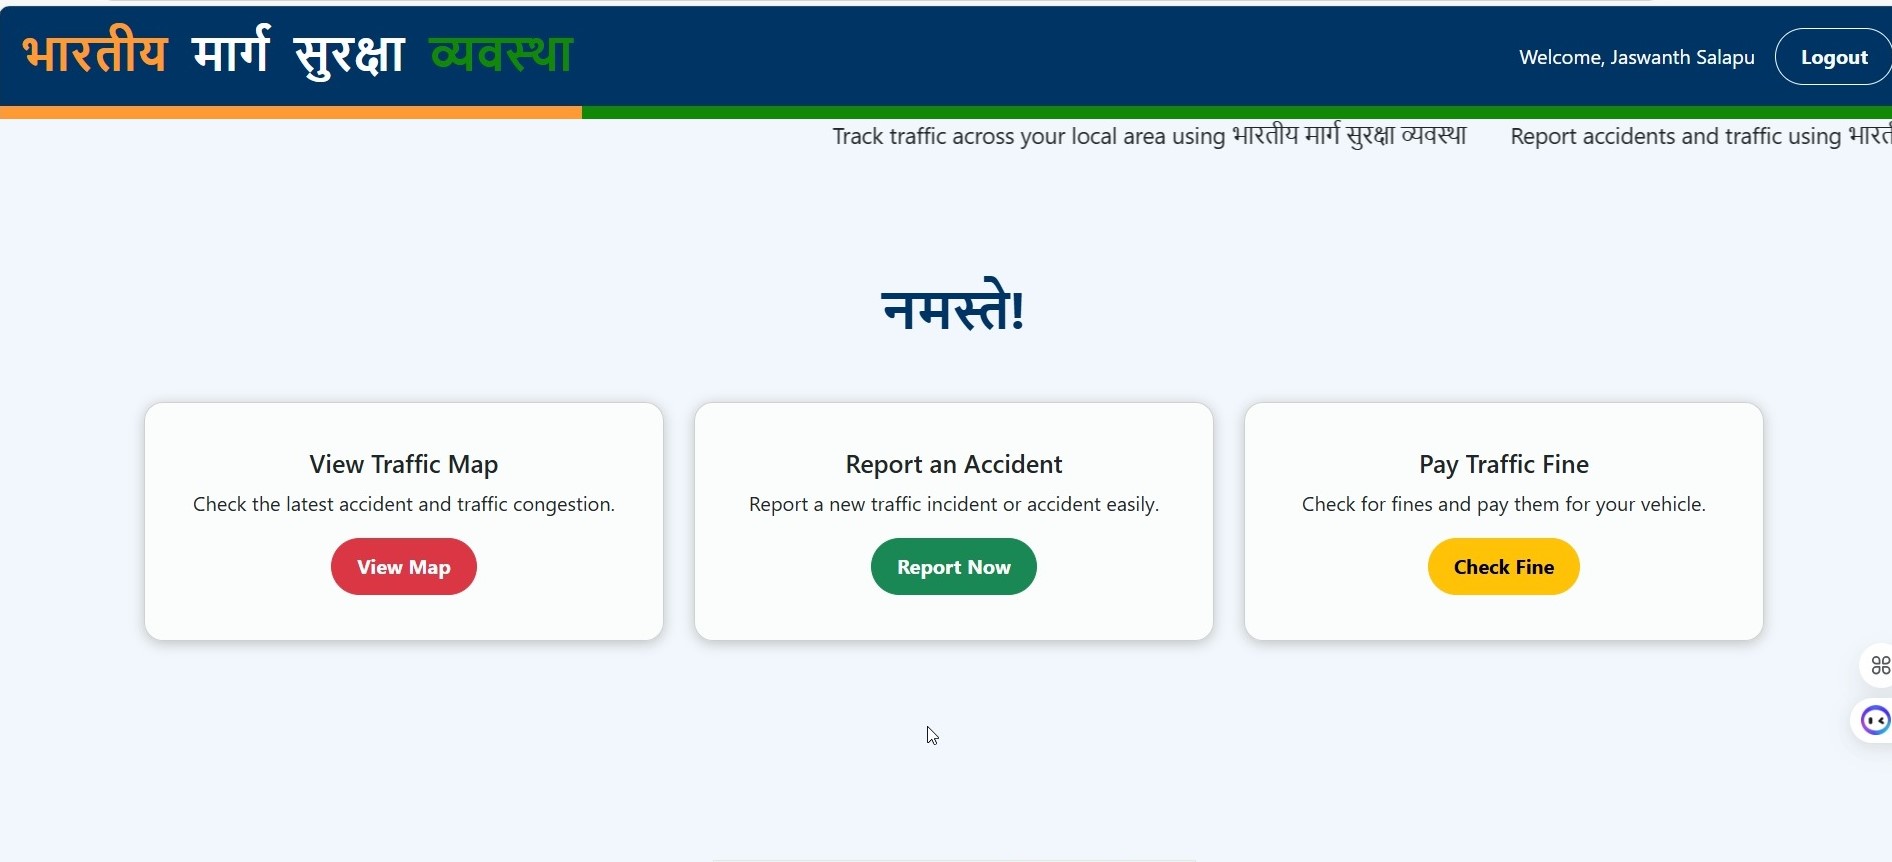 भारतीय मार्ग सुरक्षा व्यवस्था
Welcome, Jaswanth Salapu
Logout
Track traffic across your local area using भारतीय मार्ग सुरक्षा व्यवस्था
Report accidents and traffic using
नमस्ते!
View Traffic Map
Check the latest accident and traffic congestion.
View Map
Report an Accident
Report a new traffic incident or accident easily.
Report Now
Pay Traffic Fine
Check for fines and pay them for your vehicle.
Check Fine